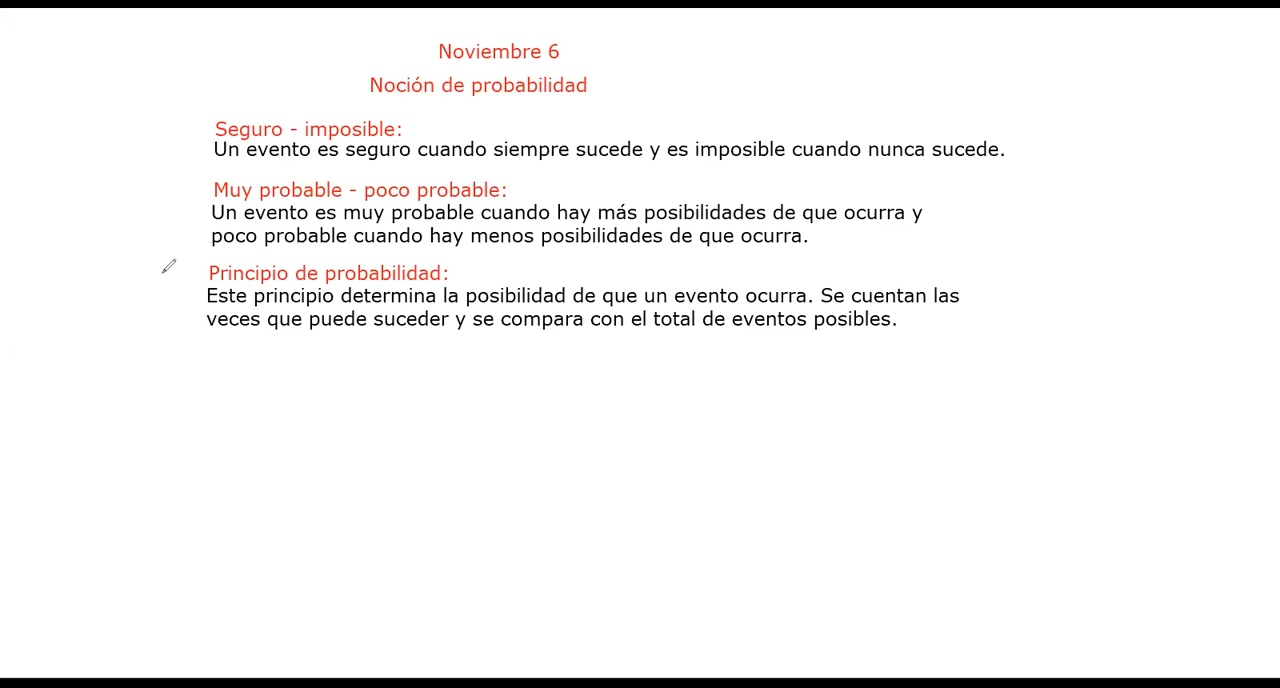 Noviembre 6
Noción de probabilidad
Seguro - imposible:
Un evento es seguro cuando siempre sucede y es imposible cuando nunca sucede.
Muy probable - poco probable:
Un evento es muy probable cuando hay más posibilidades de que ocurra y
poco probable cuando hay menos posibilidades de que ocurra.
Principio de probabilidad:
Este principio determina la posibilidad de que un evento ocurra. Se cuentan las
veces que puede suceder y se compara con el total de eventos posibles.